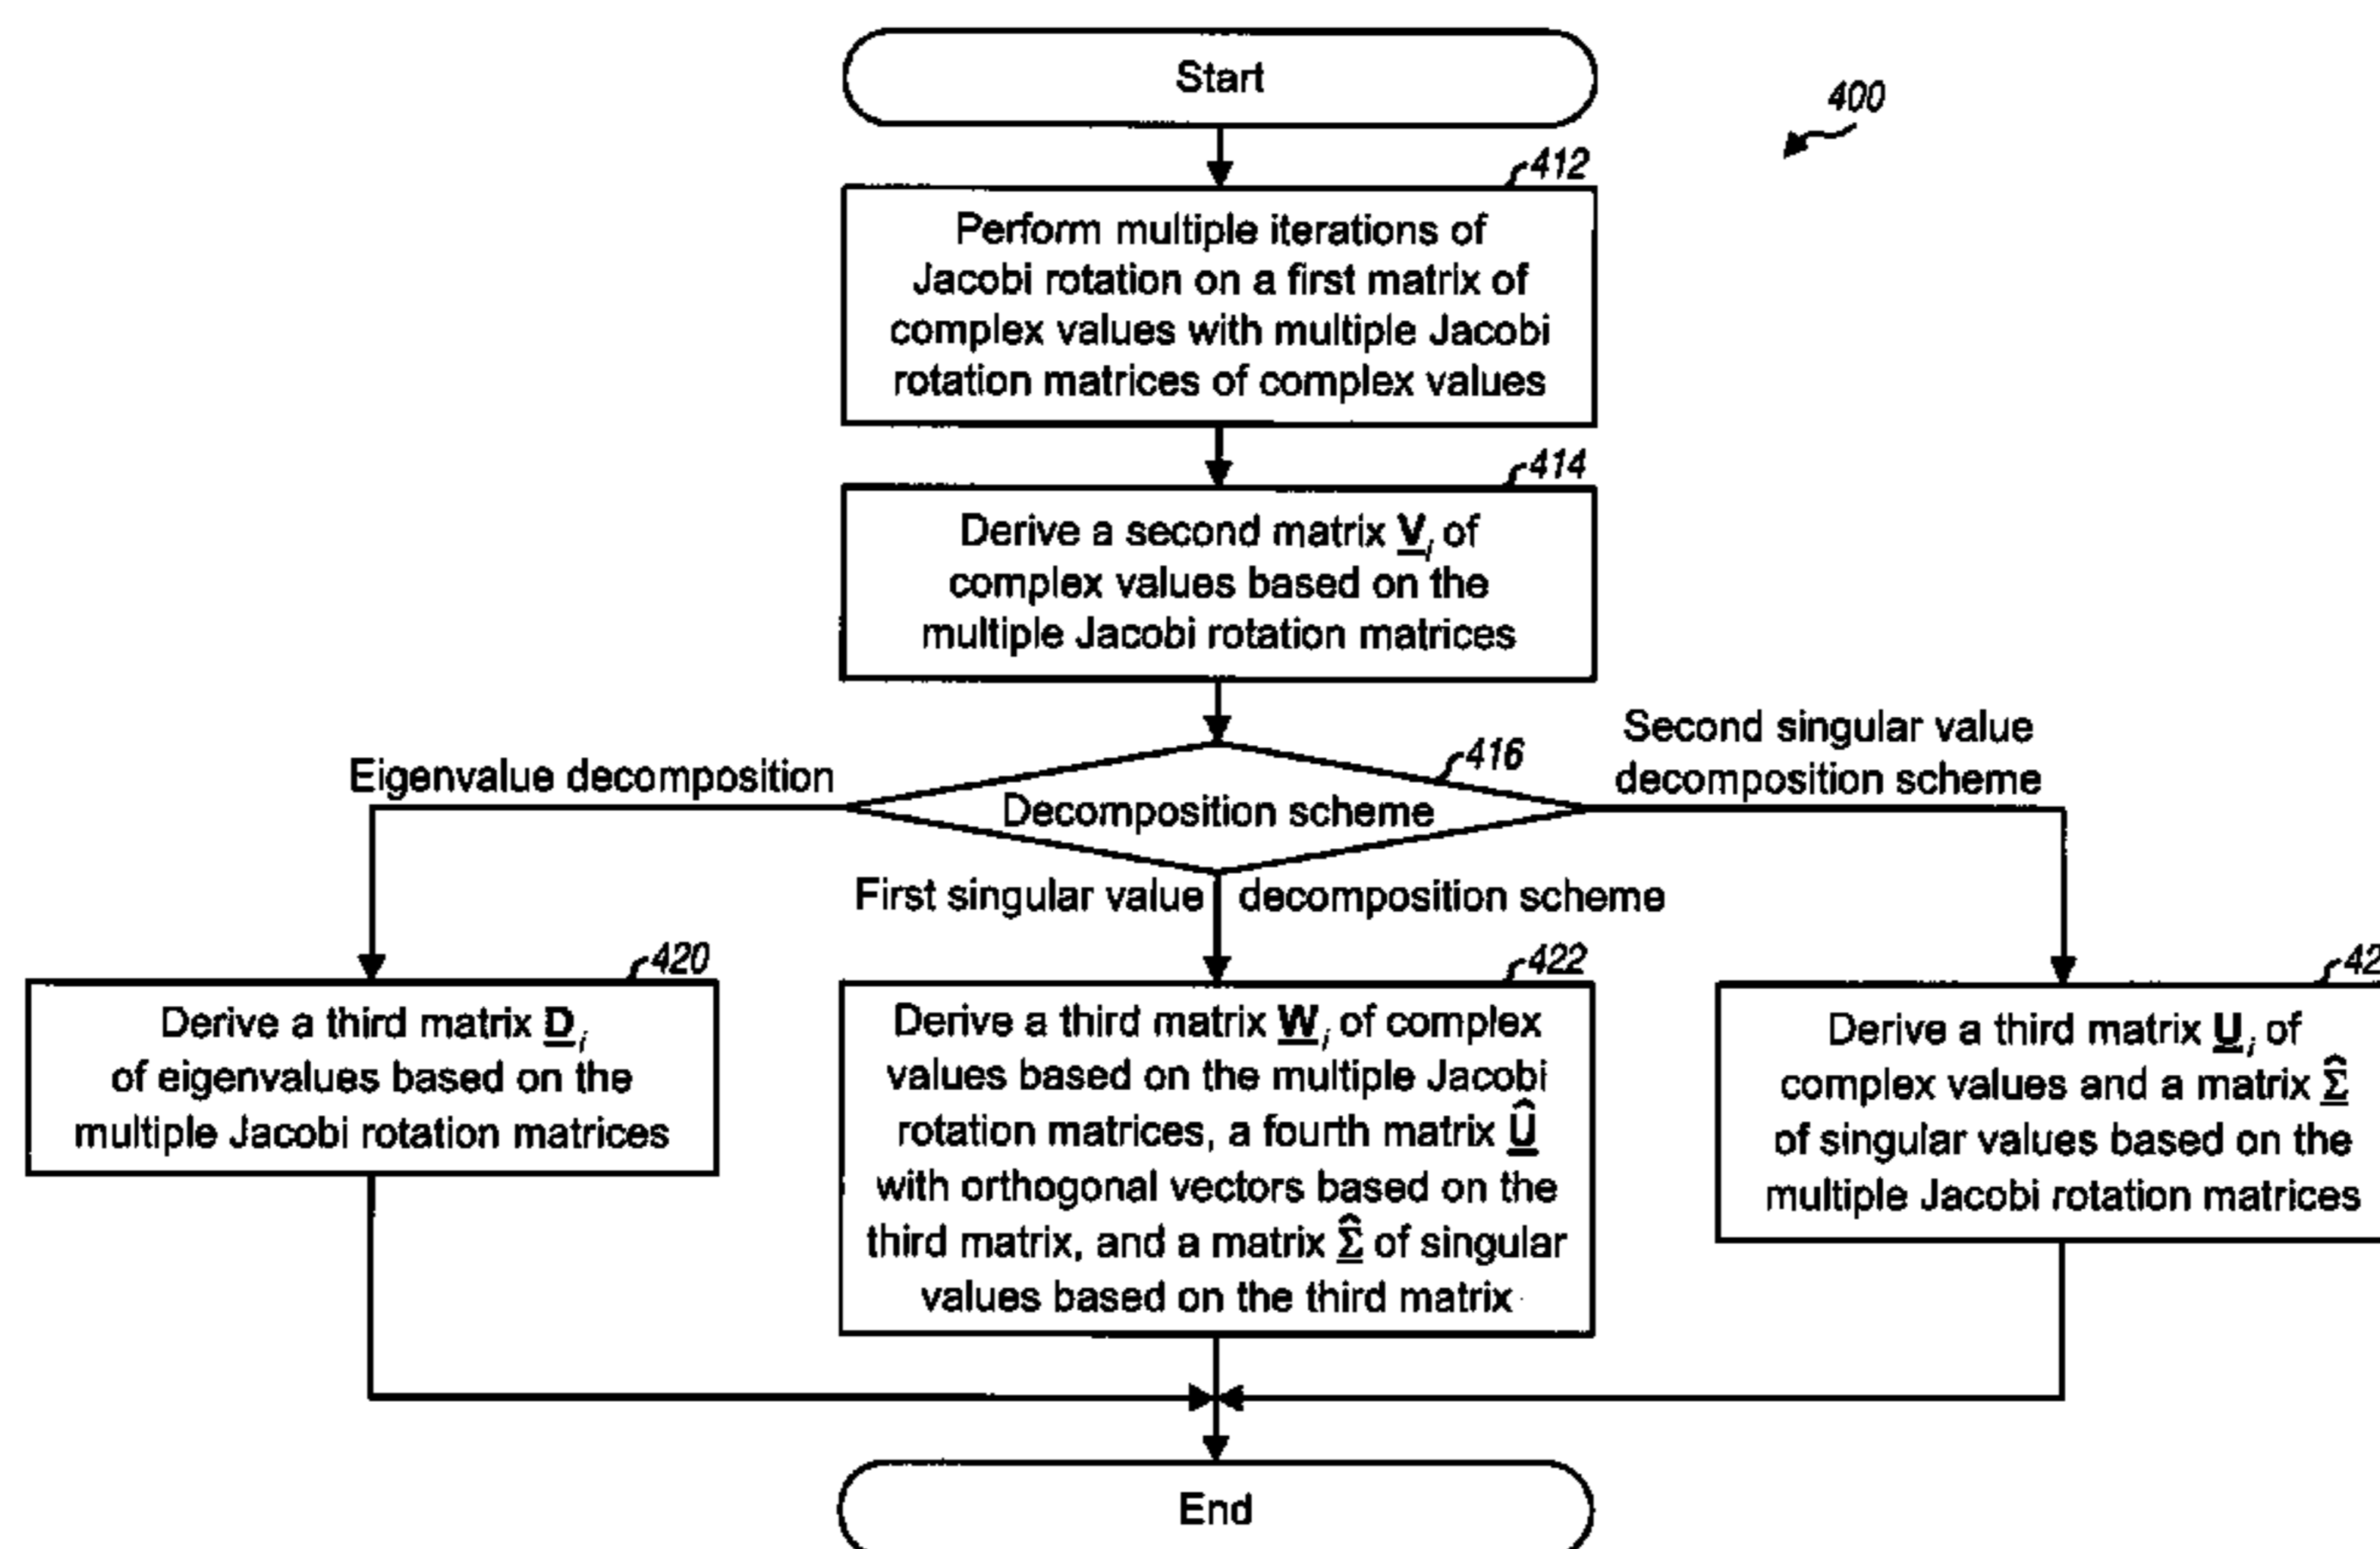 Start
400
412
Perform multiple iterations of
Jacobi rotation on a first matrix of
complex values with multiple Jacobi
rotation matrices of complex values
414
Derive a second matrix V̲i of
complex values based on the
multiple Jacobi rotation matrices
416
Decomposition scheme
Eigenvalue decomposition
First singular value decomposition scheme
Second singular value
decomposition scheme
420
Derive a third matrix D̲i
of eigenvalues based on the
multiple Jacobi rotation matrices
422
Derive a third matrix W̲i of complex
values based on the multiple Jacobi
rotation matrices, a fourth matrix Û̲
with orthogonal vectors based on the
third matrix, and a matrix Σ̲̂ of singular
values based on the third matrix
Derive a third matrix U̲i of
complex values and a matrix Σ̲̂
of singular values based on the
multiple Jacobi rotation matrices
End